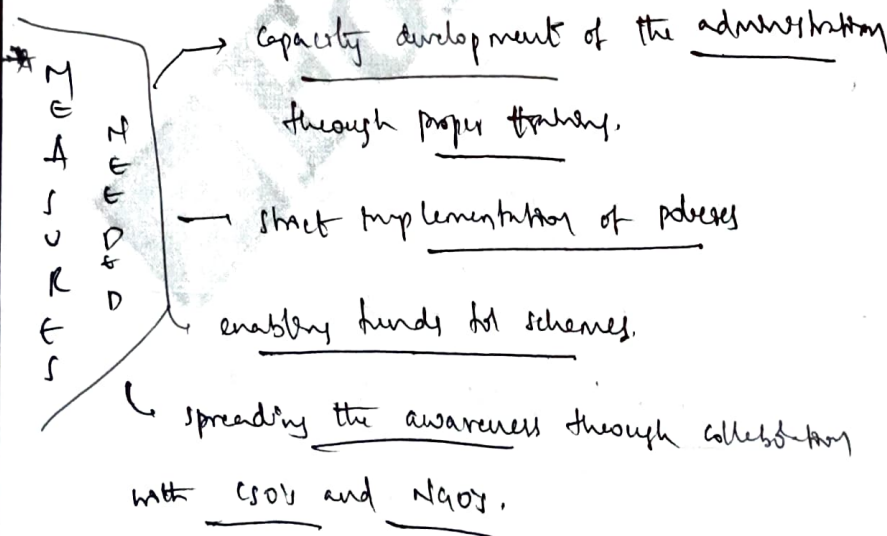 MEASURES
NEEDED
capacity development of the administration
through proper training.
strict implementation of policies
enabling funds for schemes.
spreading the awareness through collaboration
with CSO's and NGO's.